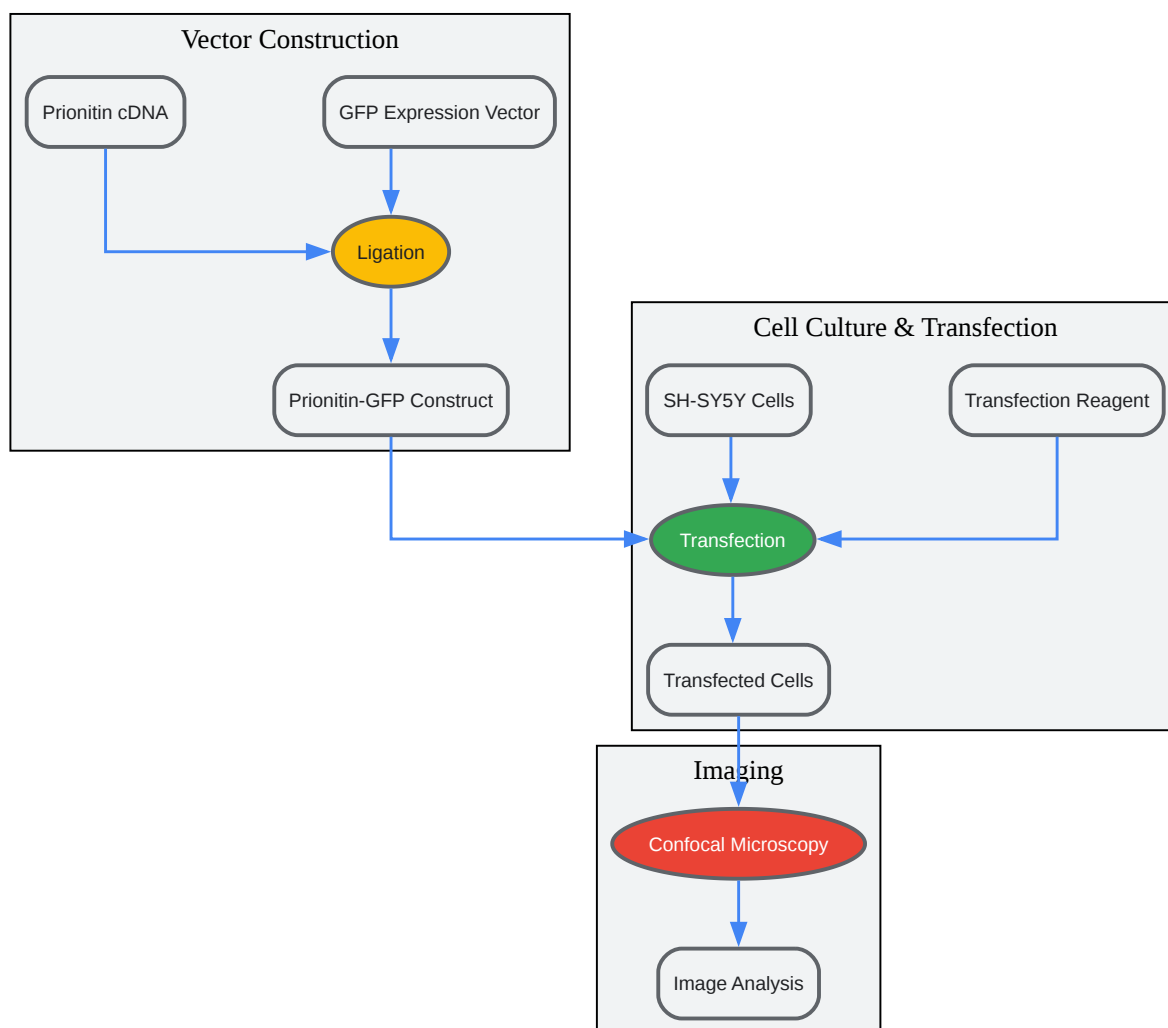 Vector Construction
Prionitin cDNA
GFP Expression Vector
Ligation
Prionitin-GFP Construct
Cell Culture & Transfection
SH-SY5Y Cells
Transfection Reagent
Transfection
Transfected Cells
Imaging
Confocal Microscopy
Image Analysis